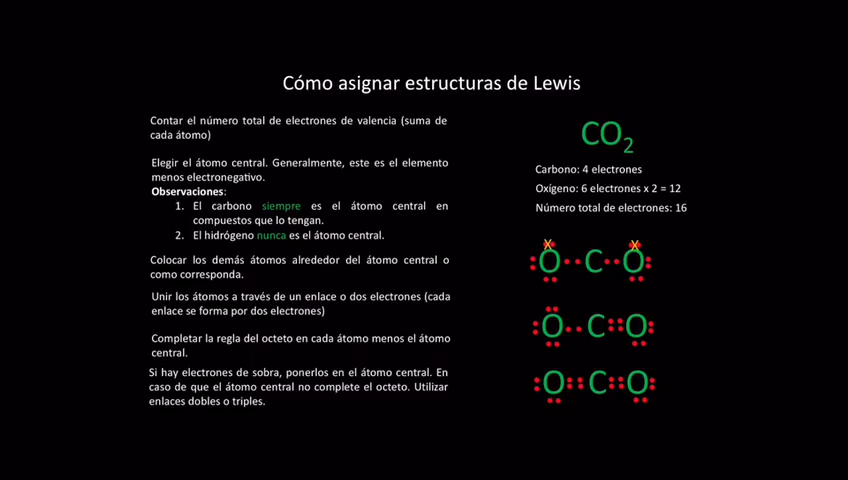 Cómo asignar estructuras de Lewis
Contar el número total de electrones de valencia (suma de
cada átomo)
Elegir el átomo central. Generalmente, este es el elemento
menos electronegativo.
Observaciones:
1. El carbono siempre es el átomo central en
compuestos que lo tengan.
2. El hidrógeno nunca es el átomo central.
Colocar los demás átomos alrededor del átomo central o
como corresponda.
Unir los átomos a través de un enlace o dos electrones (cada
enlace se forma por dos electrones)
Completar la regla del octeto en cada átomo menos el átomo
central.
Si hay electrones de sobra, ponerlos en el átomo central. En
caso de que el átomo central no complete el octeto. Utilizar
enlaces dobles o triples.
CO2
Carbono: 4 electrones
Oxígeno: 6 electrones x 2 = 12
Número total de electrones: 16
X X
O C O
O C O
O C O